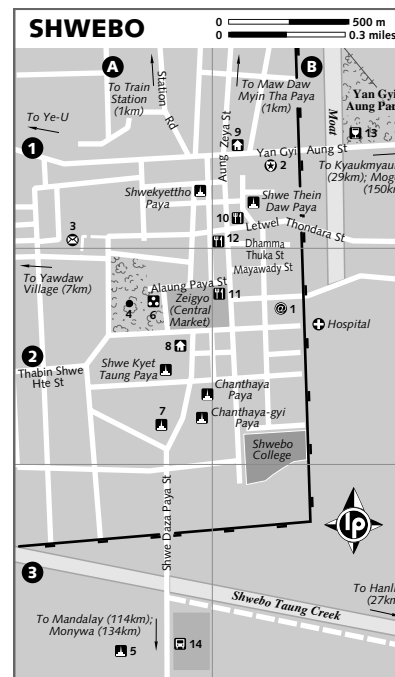 SHWEBO
0 500 m
0 0.3 miles
A
B
To Train
Station
(1km)
Station Rd
To Maw Daw
Myin Tha Paya
(1km)
Yan Gyi
Aung Par
To Ye-U
Aung Zeya St
Moat
9
13
1
Yan Gyi Aung St
2
To Kyaukmyau
(29km); Mog
(150km
Shwekyettho
Paya
Shwe Thein
Daw Paya
3
10
Letwel Thondara St
12
Dhamma
Thuka St
Mayawady St
To Yawdaw
Village (7km)
Alaung Paya St
4
6
Zeigyo
(Central
Market)
11
@ 1
Hospital
2
8
Thabin Shwe
Hte St
Shwe Kyet
Taung Paya
Chanthaya
Paya
7
Chanthaya-gyi
Paya
Shwebo
College
Shwe Daza Paya St
lp
3
Shwebo Taung Creek
To Hanli
(27km
To Mandalay (114km);
Monywa (134km)
5
14